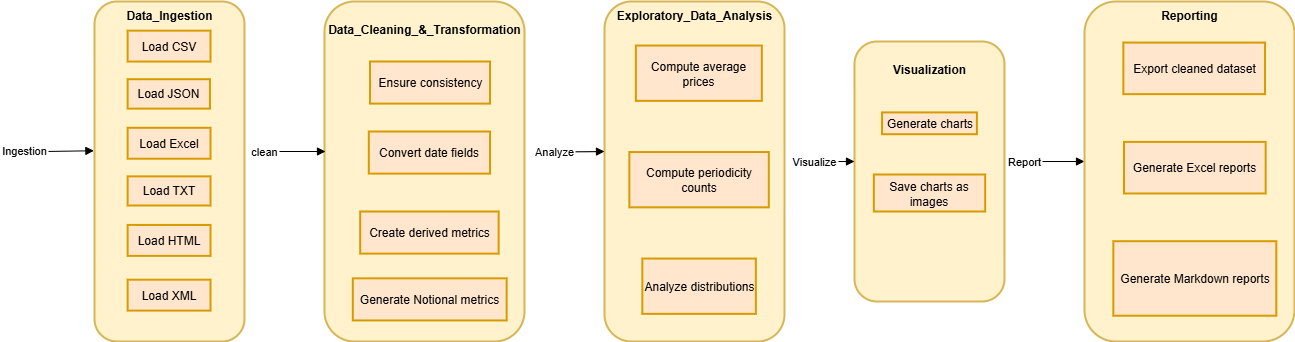 Ingestion
Data_Ingestion
Load CSV
Load JSON
Load Excel
Load TXT
Load HTML
Load XML
clean
Data_Cleaning_&_Transformation
Ensure consistency
Convert date fields
Create derived metrics
Generate Notional metrics
Analyze
Exploratory_Data_Analysis
Compute average
prices
Compute periodicity
counts
Analyze distributions
Visualize
Visualization
Generate charts
Save charts as
images
Report
Reporting
Export cleaned dataset
Generate Excel reports
Generate Markdown reports